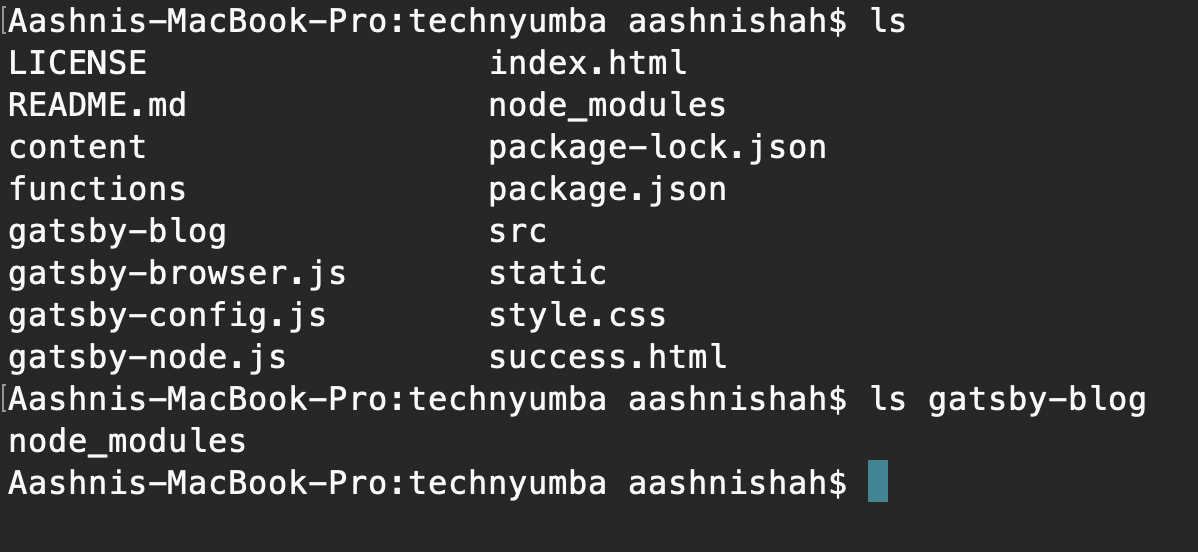 [Aashnis-MacBook-Pro:technyumba aashnishah$ ls
LICENSE index.html
README.md node_modules
content package-lock.json
functions package.json
gatsby-blog src
gatsby-browser.js static
gatsby-config.js style.css
gatsby-node.js success.html
[Aashnis-MacBook-Pro:technyumba aashnishah$ ls gatsby-blog
node_modules
Aashnis-MacBook-Pro:technyumba aashnishah$